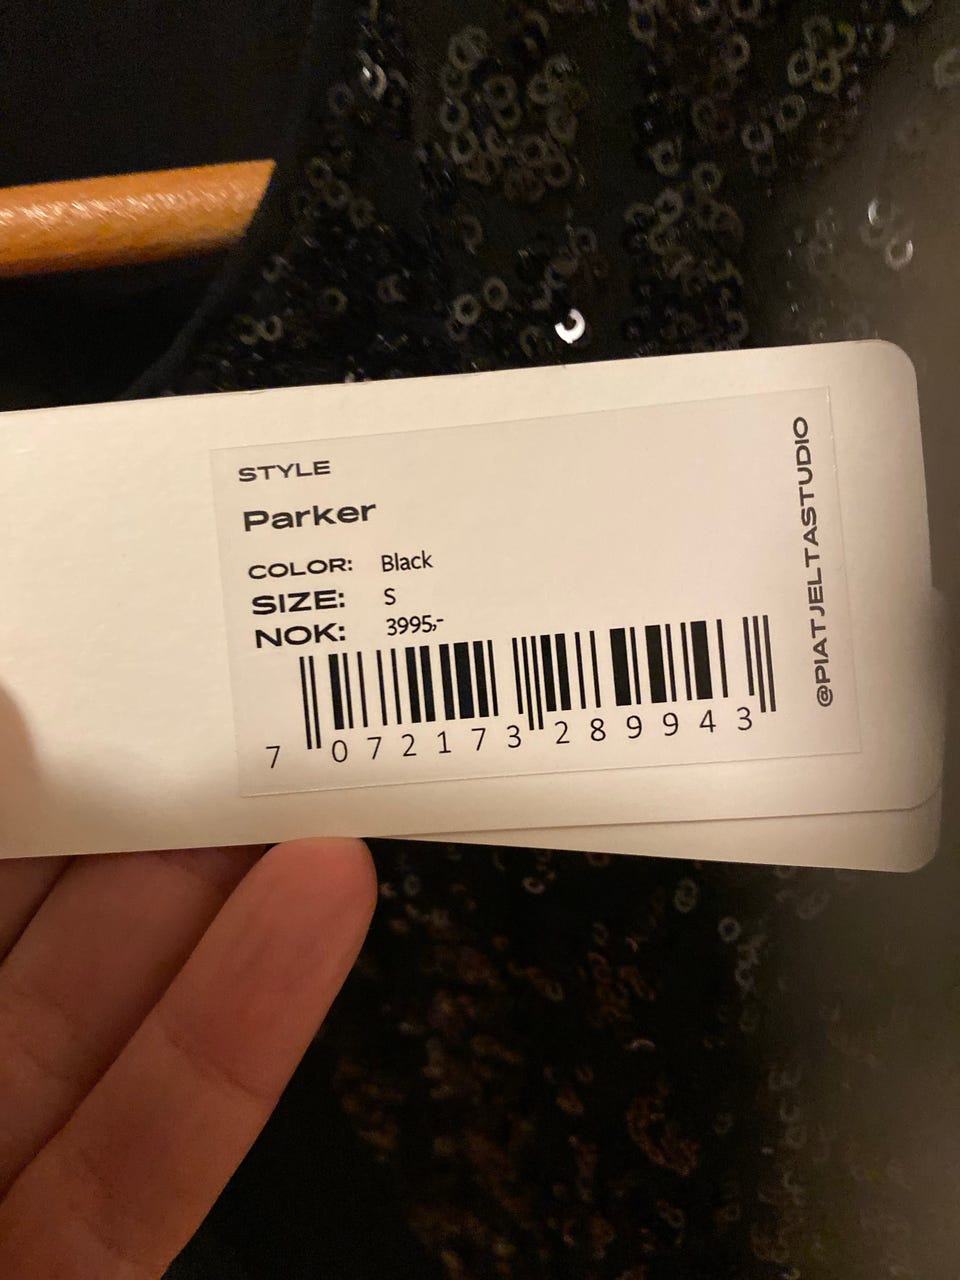 STYLE
Parker
COLOR: Black
SIZE: S
NOK: 3995,-
7 072173 289943
@PIATJELTASTUDIO